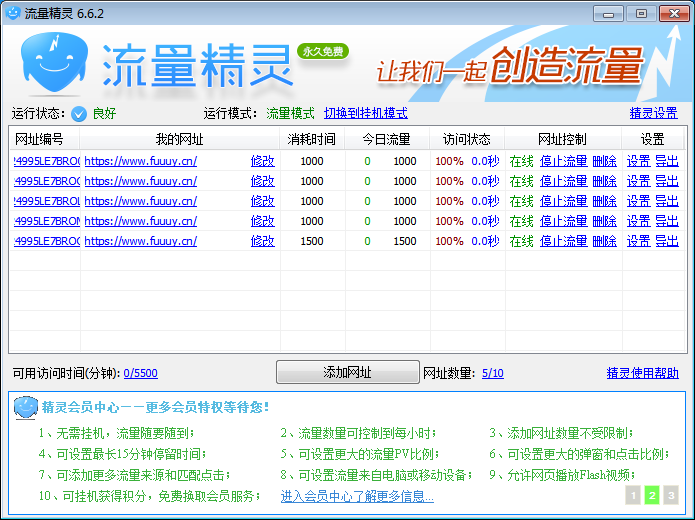 流量精灵 6.6.2
流量精灵 永久免费 让我们一起创造流量
运行状态： 良好 运行模式： 流量模式 切换到挂机模式 精灵设置
网址编号 我的网址 消耗时间 今日流量 访问状态 网址控制 设置
24995LE7BRO https://www.fuuuy.cn/ 修改 1000 0 1000 100% 0.0秒 在线 停止流量 删除 设置 导出
24995LE7BRO https://www.fuuuy.cn/ 修改 1000 0 1000 100% 0.0秒 在线 停止流量 删除 设置 导出
24995LE7BRO https://www.fuuuy.cn/ 修改 1000 0 1000 100% 0.0秒 在线 停止流量 删除 设置 导出
24995LE7BRO https://www.fuuuy.cn/ 修改 1000 0 1000 100% 0.0秒 在线 停止流量 删除 设置 导出
24995LE7BRO https://www.fuuuy.cn/ 修改 1500 0 1500 100% 0.0秒 在线 停止流量 删除 设置 导出
可用访问时间(分钟): 0/5500 添加网址 网址数量: 5/10 精灵使用帮助
精灵会员中心——更多会员特权等待您！
1、无需挂机，流量随要随到； 2、流量数量可控制到每小时； 3、添加网址数量不受限制；
4、可设置最长15分钟停留时间； 5、可设置更大的流量PV比例； 6、可设置更大的弹窗和点击比例；
7、可添加更多流量来源和匹配点击； 8、可设置流量来自电脑或移动设备； 9、允许网页播放Flash视频；
10、可挂机获得积分，免费换取会员服务； 进入会员中心了解更多信息... 1 2 3